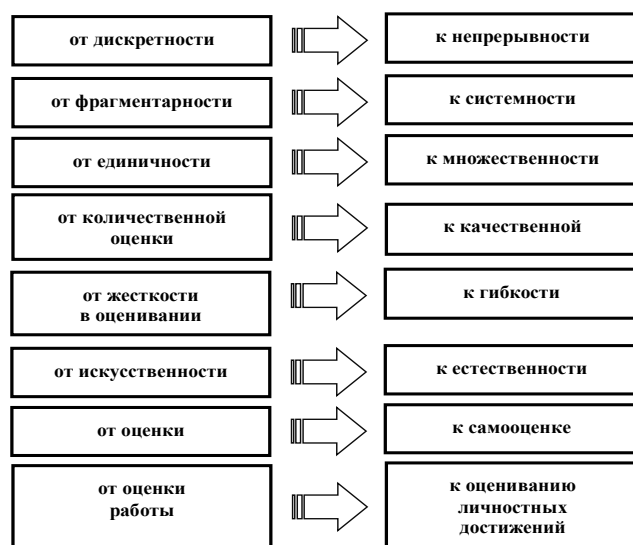 от дискретности
к непрерывности
от фрагментарности
к системности
от единичности
к множественности
от количественной
оценки
к качественной
от жесткости
в оценивании
к гибкости
от искусственности
к естественности
от оценки
к самооценке
от оценки
работы
к оцениванию
личностных
достижений